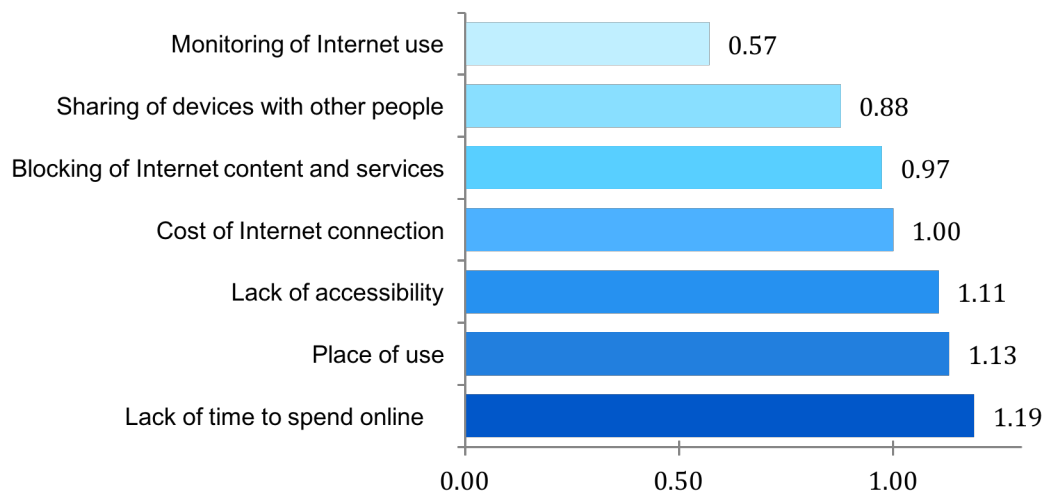 Monitoring of Internet use 0.57
Sharing of devices with other people 0.88
Blocking of Internet content and services 0.97
Cost of Internet connection 1.00
Lack of accessibility 1.11
Place of use 1.13
Lack of time to spend online 1.19
0.00 0.50 1.00